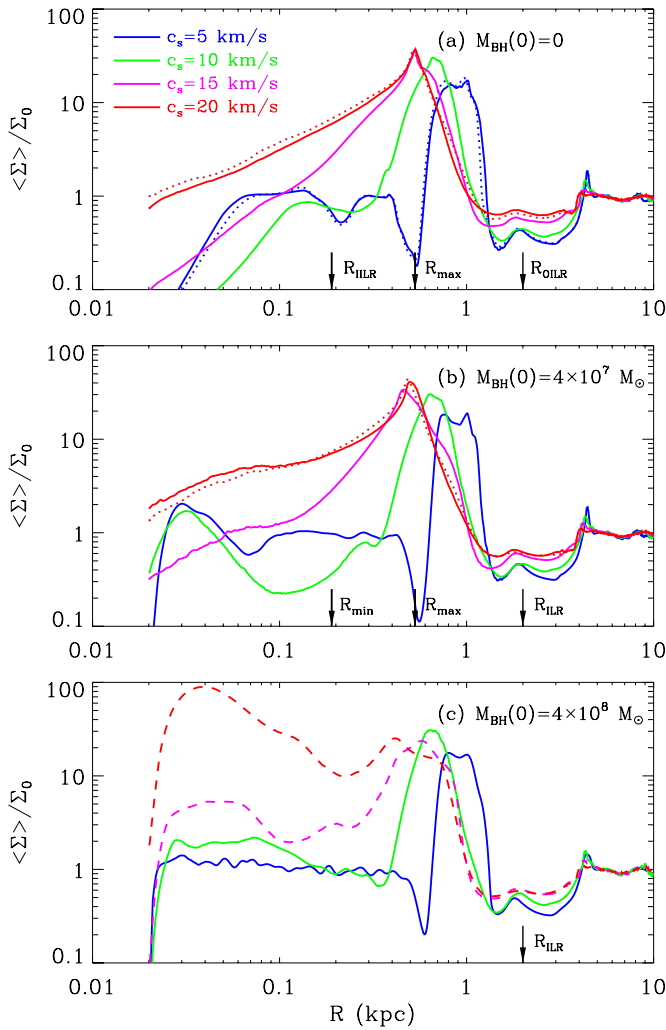 (a) M_BH(0)=0
c_s=5 km/s
c_s=10 km/s
c_s=15 km/s
c_s=20 km/s
100
10
1
0.1
<Σ>/Σ_0
R_IILR
R_max
R_OILR
0.01
0.1
1
10
(b) M_BH(0)=4×10^7 M_⊙
100
10
1
0.1
<Σ>/Σ_0
R_min
R_max
R_ILR
0.01
0.1
1
10
(c) M_BH(0)=4×10^8 M_⊙
100
10
1
0.1
<Σ>/Σ_0
R_ILR
0.01
0.1
1
10
R (kpc)